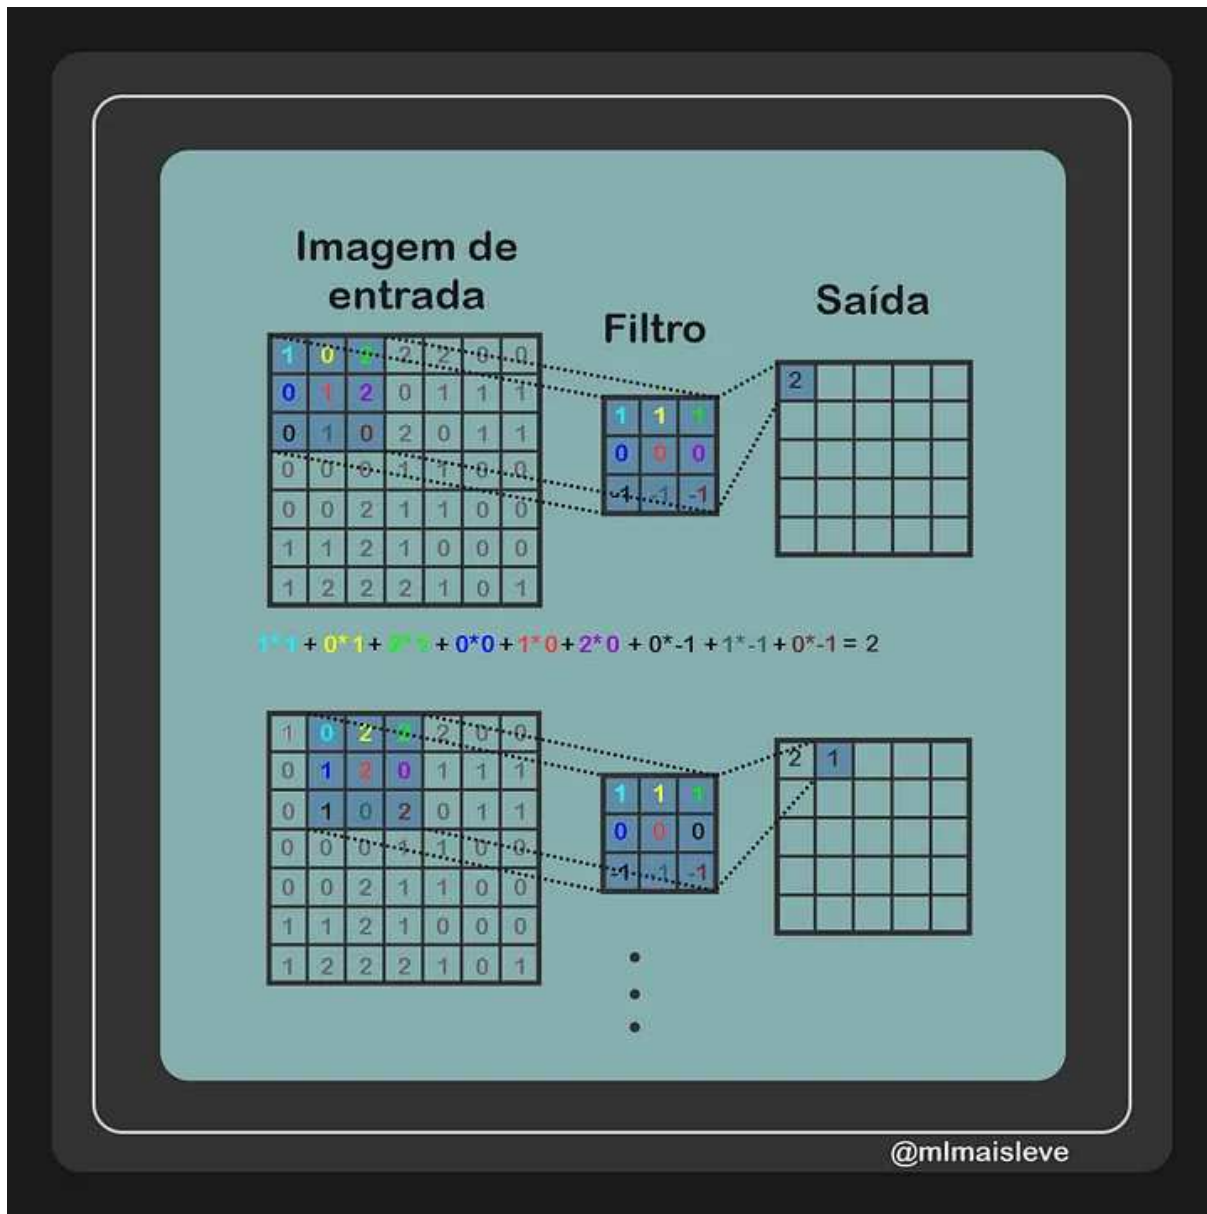 Imagem de
entrada
Filtro
Saída
1 0 2 2 2 0 0
0 1 2 0 1 1 1
0 1 0 2 0 1 1
0 0 0 1 1 0 0
0 0 2 1 1 0 0
1 1 2 1 0 0 0
1 2 2 2 1 0 1
1 1 1
0 0 0
-1 -1 -1
2
1*1 + 0*1 + 2*1 + 0*0 + 1*0 + 2*0 + 0*-1 + 1*-1 + 0*-1 = 2
1 0 2 2 2 0 0
0 1 2 0 1 1 1
0 1 0 2 0 1 1
0 0 0 1 1 0 0
0 0 2 1 1 0 0
1 1 2 1 0 0 0
1 2 2 2 1 0 1
1 1 1
0 0 0
-1 -1 -1
2 1
@mlmaisleve